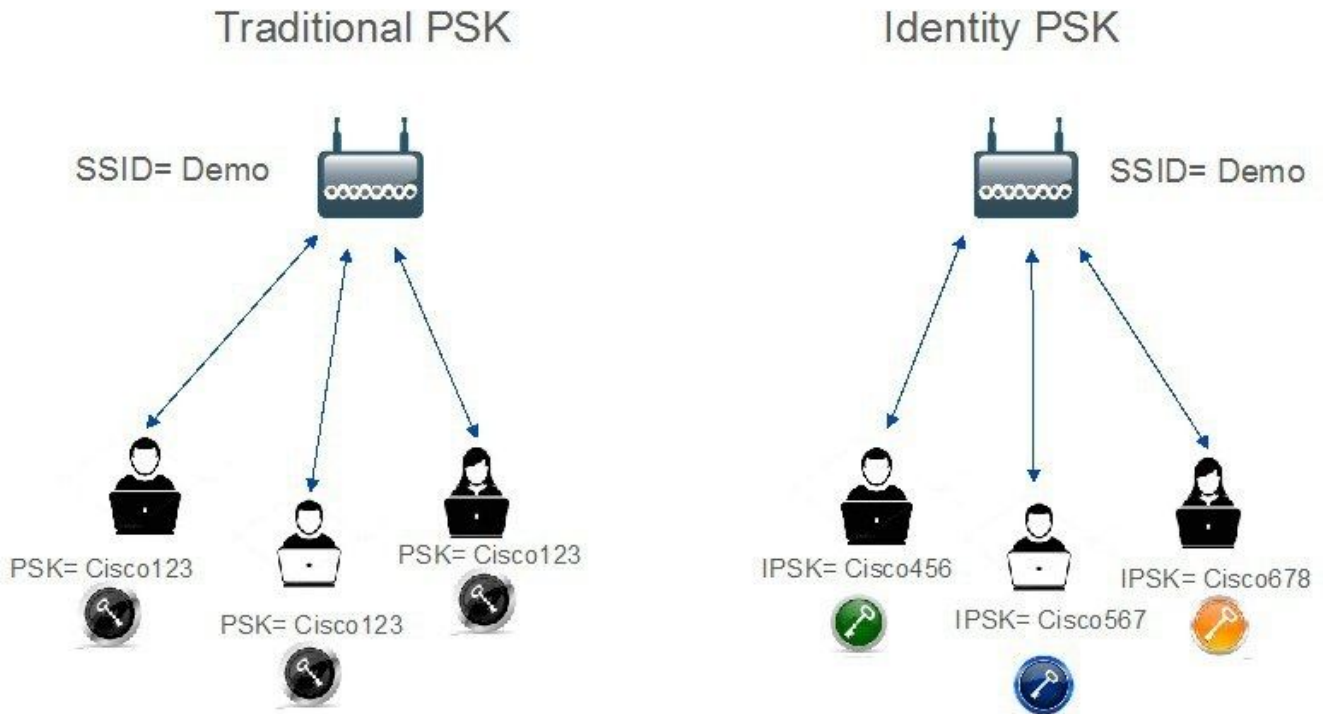 Traditional PSK
SSID= Demo
PSK= Cisco123
PSK= Cisco123
PSK= Cisco123
Identity PSK
SSID= Demo
IPSK= Cisco456
IPSK= Cisco567
IPSK= Cisco678